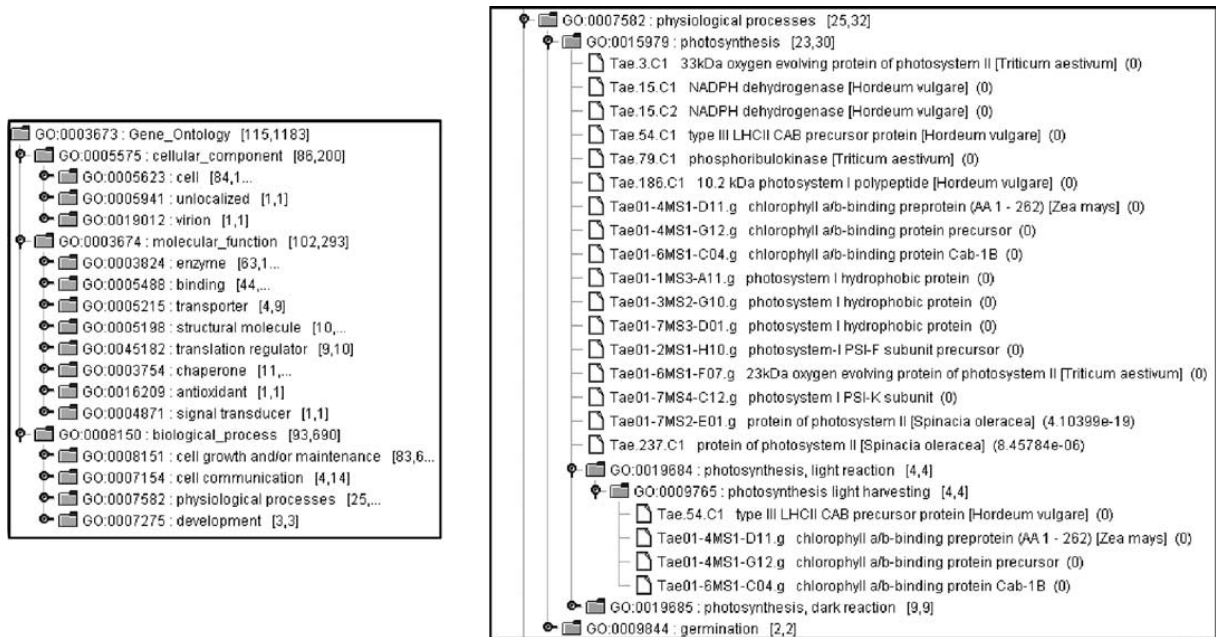 GO:0003673 : Gene_Ontology [115,1183]
GO:0005575 : cellular_component [86,200]
GO:0005623 : cell [84,1...
GO:0005941 : unlocalized [1,1]
GO:0019012 : virion [1,1]
GO:0003674 : molecular_function [102,293]
GO:0003824 : enzyme [63,1...
GO:0005488 : binding [44,...
GO:0005215 : transporter [4,9]
GO:0005198 : structural molecule [10,...
GO:0045182 : translation regulator [9,10]
GO:0003754 : chaperone [11,...
GO:0016209 : antioxidant [1,1]
GO:0004871 : signal transducer [1,1]
GO:0008150 : biological_process [93,690]
GO:0008151 : cell growth and/or maintenance [83,6...
GO:0007154 : cell communication [4,14]
GO:0007582 : physiological processes [25,...
GO:0007275 : development [3,3]
GO:0007582 : physiological processes [25,32]
GO:0015979 : photosynthesis [23,30]
Tae.3.C1 33kDa oxygen evolving protein of photosystem II [Triticum aestivum] (0)
Tae.15.C1 NADPH dehydrogenase [Hordeum vulgare] (0)
Tae.15.C2 NADPH dehydrogenase [Hordeum vulgare] (0)
Tae.54.C1 type III LHCII CAB precursor protein [Hordeum vulgare] (0)
Tae.79.C1 phosphoribulokinase [Triticum aestivum] (0)
Tae.186.C1 10.2 kDa photosystem I polypeptide [Hordeum vulgare] (0)
Tae01-4MS1-D11.g chlorophyll a/b-binding preprotein (AA 1 - 262) [Zea mays] (0)
Tae01-4MS1-G12.g chlorophyll a/b-binding protein precursor (0)
Tae01-6MS1-C04.g chlorophyll a/b-binding protein Cab-1B (0)
Tae01-1MS3-A11.g photosystem I hydrophobic protein (0)
Tae01-3MS2-G10.g photosystem I hydrophobic protein (0)
Tae01-7MS3-D01.g photosystem I hydrophobic protein (0)
Tae01-2MS1-H10.g photosystem-I PSI-F subunit precursor (0)
Tae01-6MS1-F07.g 23kDa oxygen evolving protein of photosystem II [Triticum aestivum] (0)
Tae01-7MS4-C12.g photosystem I PSI-K subunit (0)
Tae01-7MS2-E01.g protein of photosystem II [Spinacia oleracea] (4.10399e-19)
Tae.237.C1 protein of photosystem II [Spinacia oleracea] (8.45784e-06)
GO:0019684 : photosynthesis, light reaction [4,4]
GO:0009765 : photosynthesis light harvesting [4,4]
Tae.54.C1 type III LHCII CAB precursor protein [Hordeum vulgare] (0)
Tae01-4MS1-D11.g chlorophyll a/b-binding preprotein (AA 1 - 262) [Zea mays] (0)
Tae01-4MS1-G12.g chlorophyll a/b-binding protein precursor (0)
Tae01-6MS1-C04.g chlorophyll a/b-binding protein Cab-1B (0)
GO:0019685 : photosynthesis, dark reaction [9,9]
GO:0009844 : germination [2,2]